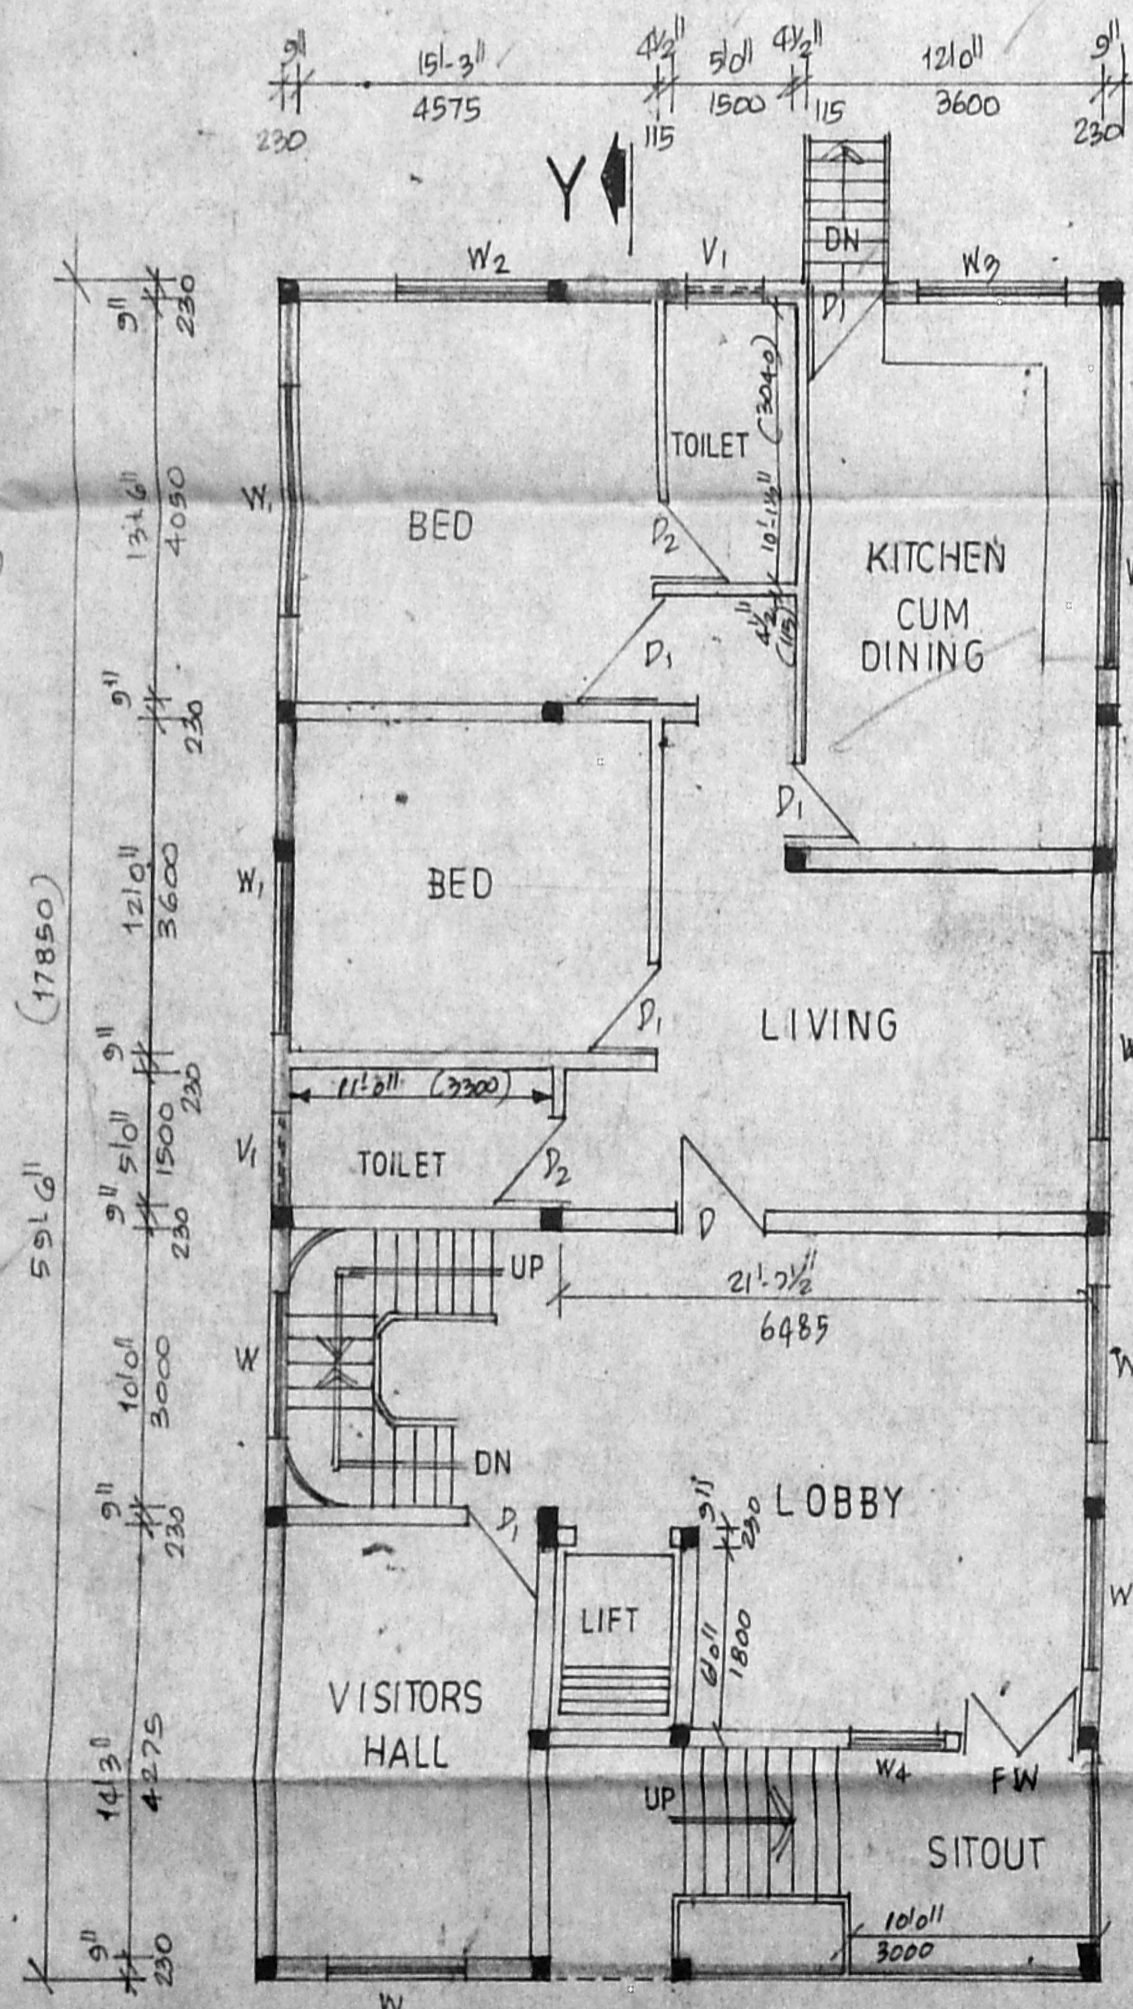 9" 15'-3" 4½" 5'0" 4½" 12'0" 9"
230 4575 115 1500 115 3600 230
Y
DN
W2 V1 W3
D1
9"
230
13'-6"
4050
W1
BED
TOILET
10'-1½" (3040)
D2
4½"
(115)
KITCHEN
CUM
DINING
D1
9"
230
D1
12'0"
3600
W1
BED
59'-6" (17850)
LIVING
D1
W
9"
230
11'-0" (3300)
5'0"
1500
V1
TOILET
D2
D
9"
230
UP
21'-7½"
6485
10'0"
3000
W
W
DN
LOBBY
9"
230
D1
9"
230
LIFT
6'0"
1800
W
VISITORS
HALL
14'3"
4275
W4
FW
UP
SITOUT
10'0"
3000
9"
230
W